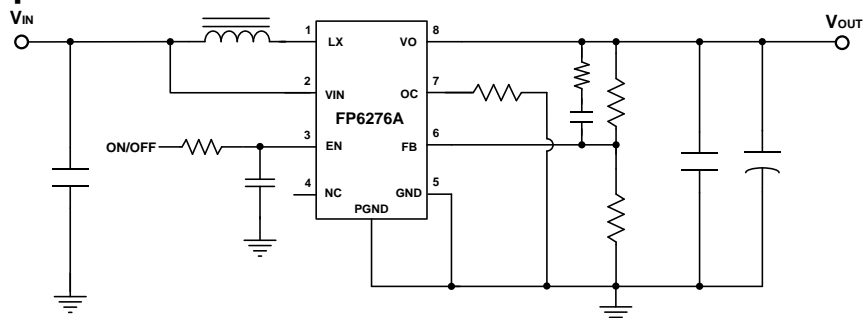 VIN
VOUT
1
LX
VO
8
2
VIN
OC
7
FP6276A
ON/OFF
3
EN
FB
6
4
NC
GND
5
PGND